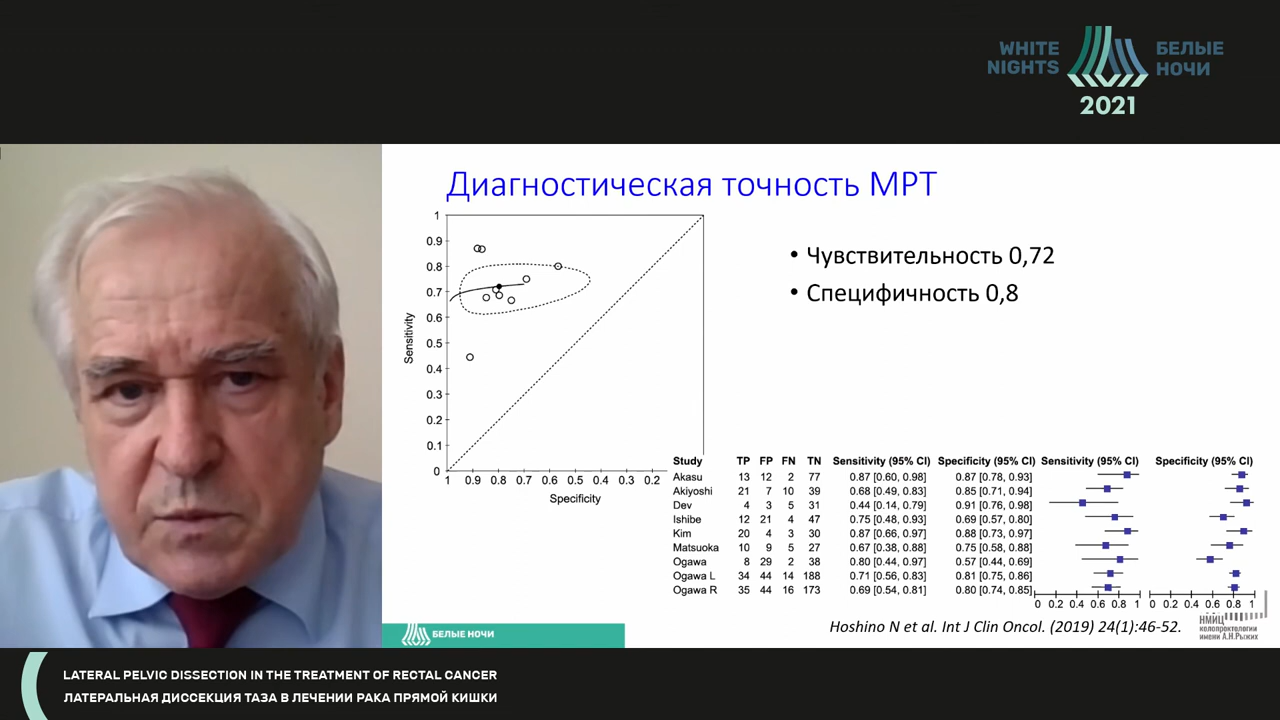 WHITE NIGHTS
БЕЛЫЕ НОЧИ
2021
Диагностическая точность МРТ
• Чувствительность 0,72
• Специфичность 0,8
Sensitivity
1
0.9
0.8
0.7
0.6
0.5
0.4
0.3
0.2
0.1
0
1 0.9 0.8 0.7 0.6 0.5 0.4 0.3 0.2
Specificity
Study TP FP FN TN Sensitivity (95% CI) Specificity (95% CI) Sensitivity (95% CI) Specificity (95% CI)
Akasu 13 12 2 77 0.87 [0.60, 0.98] 0.87 [0.78, 0.93]
Akiyoshi 21 7 10 39 0.68 [0.49, 0.83] 0.85 [0.71, 0.94]
Dev 4 3 5 31 0.44 [0.14, 0.79] 0.91 [0.76, 0.98]
Ishibe 12 21 4 47 0.75 [0.48, 0.93] 0.69 [0.57, 0.80]
Kim 20 4 3 30 0.87 [0.66, 0.97] 0.88 [0.73, 0.97]
Matsuoka 10 9 5 27 0.67 [0.38, 0.88] 0.75 [0.58, 0.88]
Ogawa 8 29 2 38 0.80 [0.44, 0.97] 0.57 [0.44, 0.69]
Ogawa L 34 44 14 188 0.71 [0.56, 0.83] 0.81 [0.75, 0.86]
Ogawa R 35 44 16 173 0.69 [0.54, 0.81] 0.80 [0.74, 0.85]
0 0.2 0.4 0.6 0.8 1 0 0.2 0.4 0.6 0.8 1
Hoshino N et al. Int J Clin Oncol. (2019) 24(1):46-52.
НМИЦ
колопроктологии
имени А.Н.Рыжих
БЕЛЫЕ НОЧИ
LATERAL PELVIC DISSECTION IN THE TREATMENT OF RECTAL CANCER
ЛАТЕРАЛЬНАЯ ДИССЕКЦИЯ ТАЗА В ЛЕЧЕНИИ РАКА ПРЯМОЙ КИШКИ